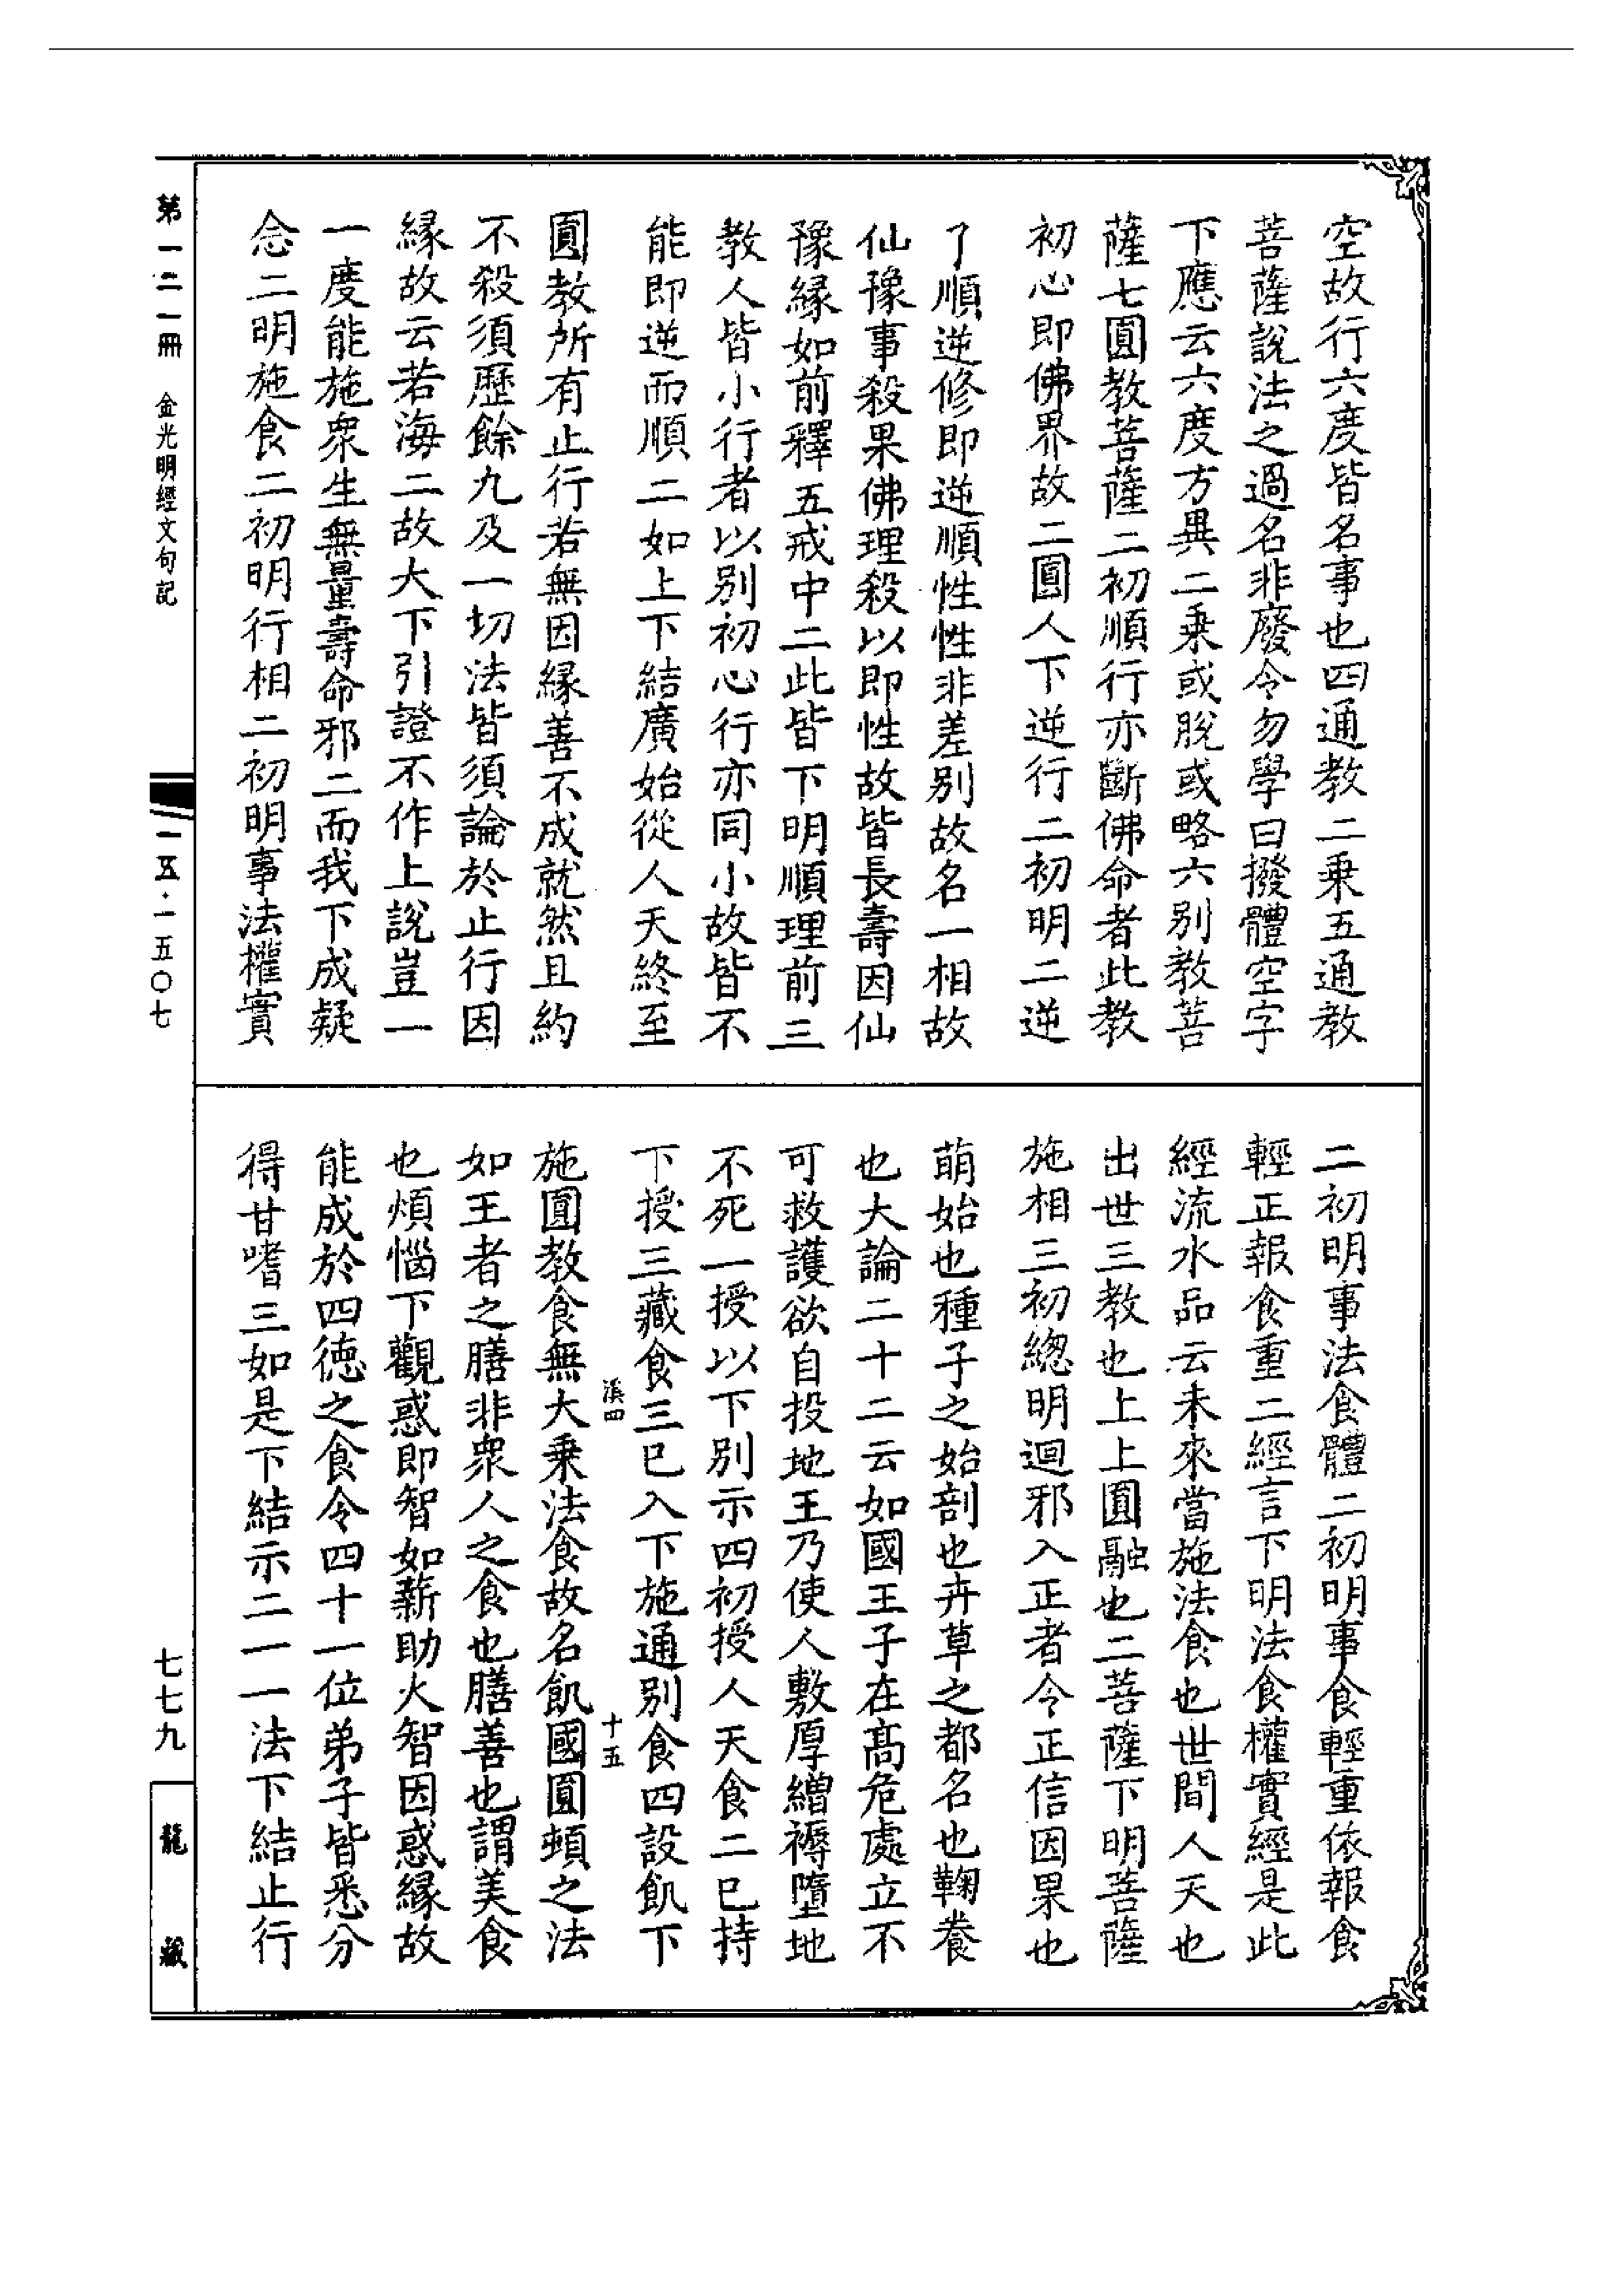 空故行六度皆名事也四通教二乗五通教
菩薩說法之過名非廢令勿學曰撥體空字
下應云六度方異二乗或脫或略六別教菩
薩七圓教菩薩二初順行亦斷佛命者此教
初心即佛界故二圓人下逆行二初明二逆
了順逆修即逆順性性非差別故名一相故
仙豫事殺果佛理殺以即性故皆長壽因仙
豫緣如前釋五戒中二此皆下明順理前三
教人皆小行者以別初心行亦同小故皆不
能即逆而順二如上下結廣始從人天終至
圓教所有止行若無因緣善不成就然且約
不殺須歷餘九及一切法皆須論於止行因
緣故云若海二故大下引證不作上說豈一
一度能施衆生無量壽命邪二而我下成疑
念二明施食二初明行相二初明事法權實
二初明事法食體二初明事食輕重依報食
輕正報食重二經言下明法食權實經是此
經流水品云未來當施法食也世間人天也
出世三教也上上圓融也二菩薩下明菩薩
施相三初總明迴邪入正者令正信因果也
萌始也種子之始剖也卉草之都名也鞠養
也大論二十二云如國王子在髙危處立不
可救護欲自投地王乃使人敷厚繒褥墮地
不死一授以下別示四初授人天食二已持
下授三藏食三已入下施通別食四設飢下
施圓教食無大乗法食故名飢國圓頓之法
如王者之膳非衆人之食也膳善也謂美食
也煩惱下觀惑即智如薪助火智因惑緣故
能成於四德之食令四十一位弟子皆悉分
得甘嗜三如是下結示二一一法下結止行
溪四
十五
第一二一冊
金光明經文句記
一五·一五〇七
七七九
龍藏